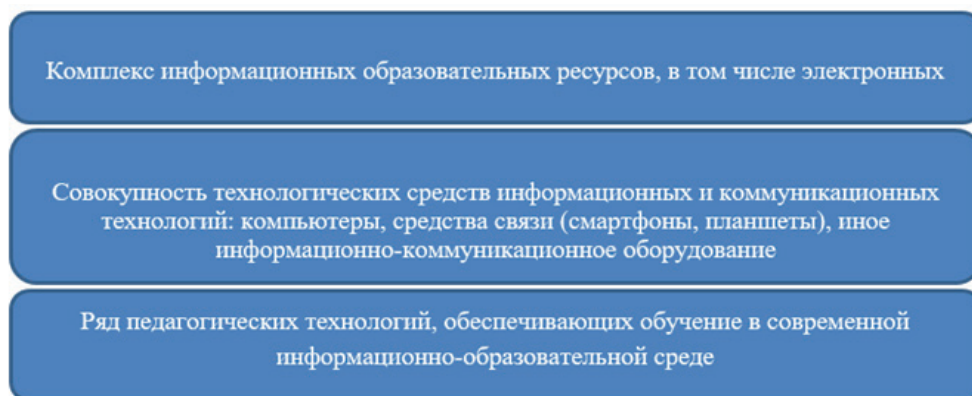 Комплекс информационных образовательных ресурсов, в том числе электронных
Совокупность технологических средств информационных и коммуникационных
технологий: компьютеры, средства связи (смартфоны, планшеты), иное
информационно-коммуникационное оборудование
Ряд педагогических технологий, обеспечивающих обучение в современной
информационно-образовательной среде